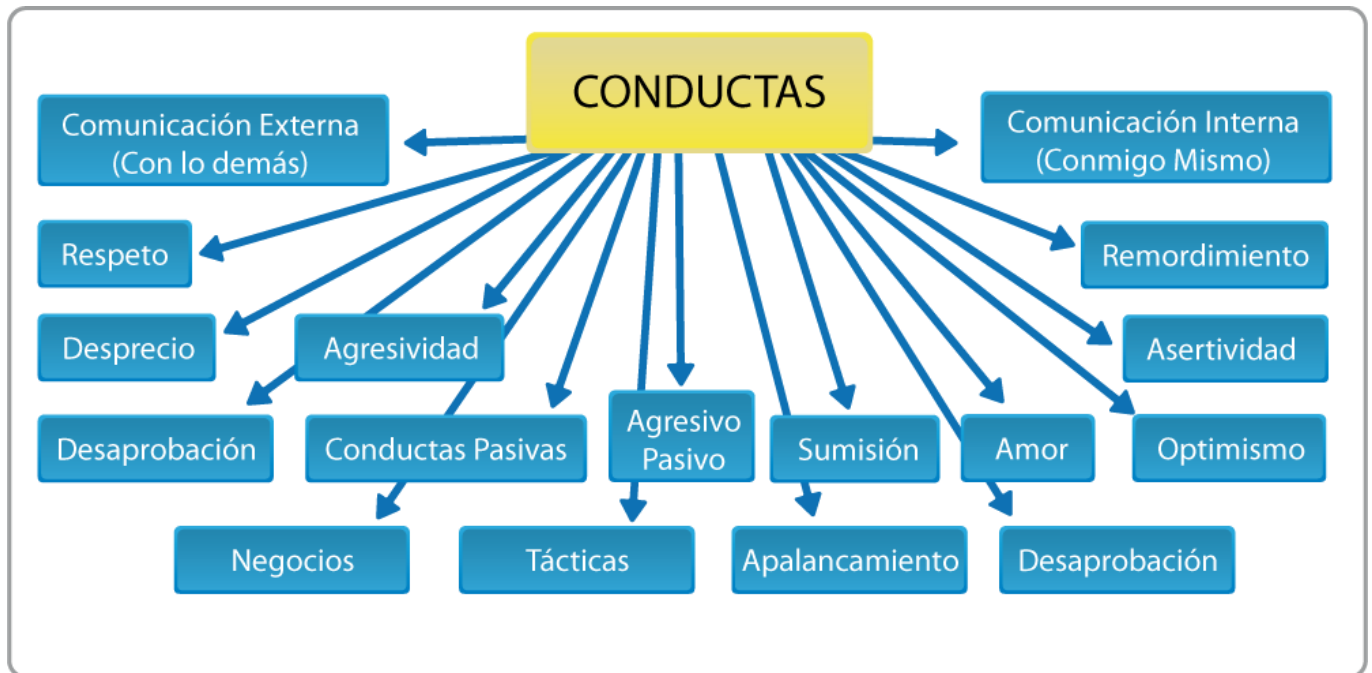 CONDUCTAS
Comunicación Externa
(Con lo demás)
Comunicación Interna
(Conmigo Mismo)
Respeto
Remordimiento
Desprecio
Agresividad
Asertividad
Desaprobación
Conductas Pasivas
Agresivo
Pasivo
Sumisión
Amor
Optimismo
Negocios
Tácticas
Apalancamiento
Desaprobación